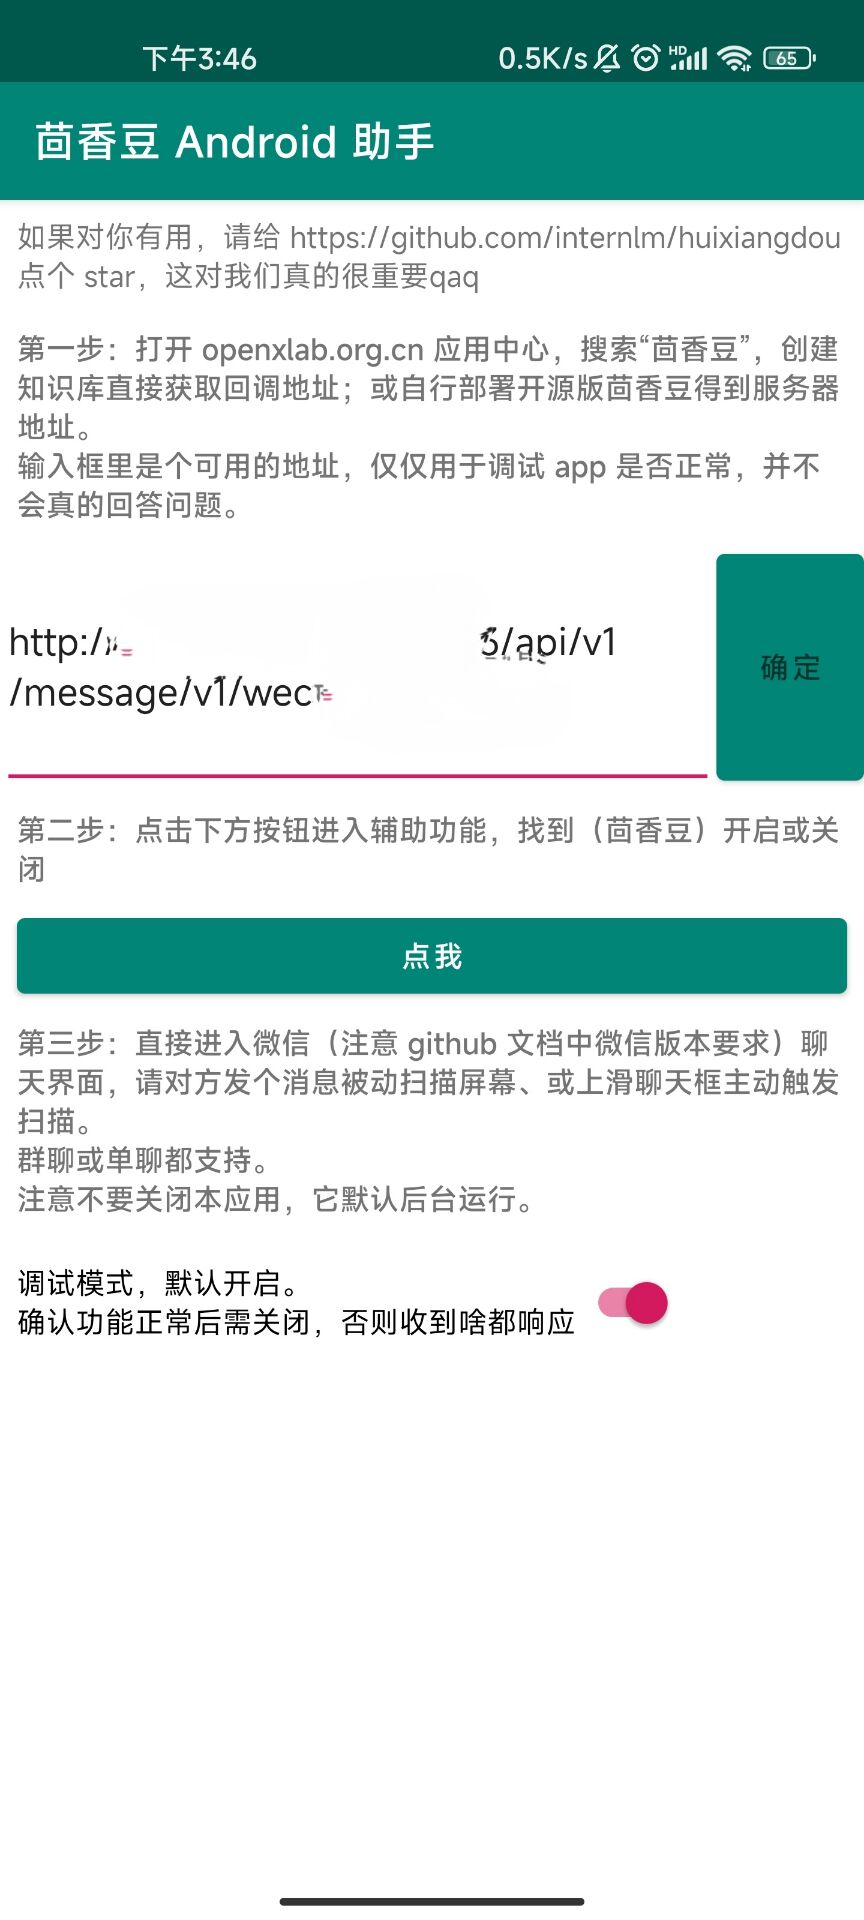 下午3:46
0.5K/s
HD
65
茴香豆 Android 助手
如果对你有用，请给 https://github.com/internlm/huixiangdou
点个 star，这对我们真的很重要qaq
第一步：打开 openxlab.org.cn 应用中心，搜索“茴香豆”，创建
知识库直接获取回调地址；或自行部署开源版茴香豆得到服务器
地址。
输入框里是个可用的地址，仅仅用于调试 app 是否正常，并不
会真的回答问题。
http:/ /api/v1
/message/v1/wec
确定
第二步：点击下方按钮进入辅助功能，找到（茴香豆）开启或关
闭
点我
第三步：直接进入微信（注意 github 文档中微信版本要求）聊
天界面，请对方发个消息被动扫描屏幕、或上滑聊天框主动触发
扫描。
群聊或单聊都支持。
注意不要关闭本应用，它默认后台运行。
调试模式，默认开启。
确认功能正常后需关闭，否则收到啥都响应